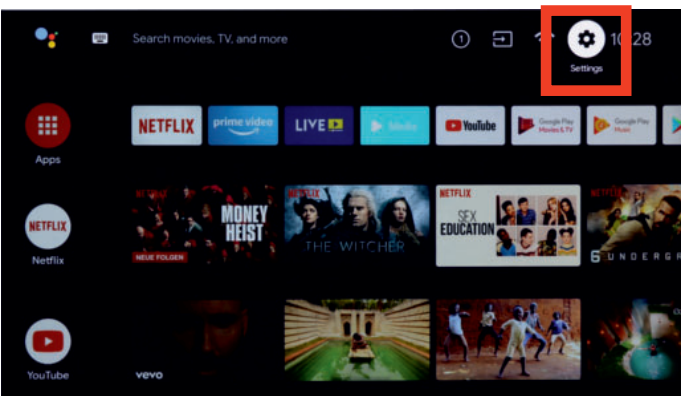 Search movies, TV, and more
1
10:28
Settings
NETFLIX
prime video
LIVE
Media
YouTube
Google Play
Movies & TV
Google Play
Music
Apps
NETFLIX
MONEY
HEIST
NEUE FOLGEN
NETFLIX
THE WITCHER
NETFLIX
SEX
EDUCATION
NETFLIX
6 UNDERGR
NETFLIX
Netflix
vevo
YouTube